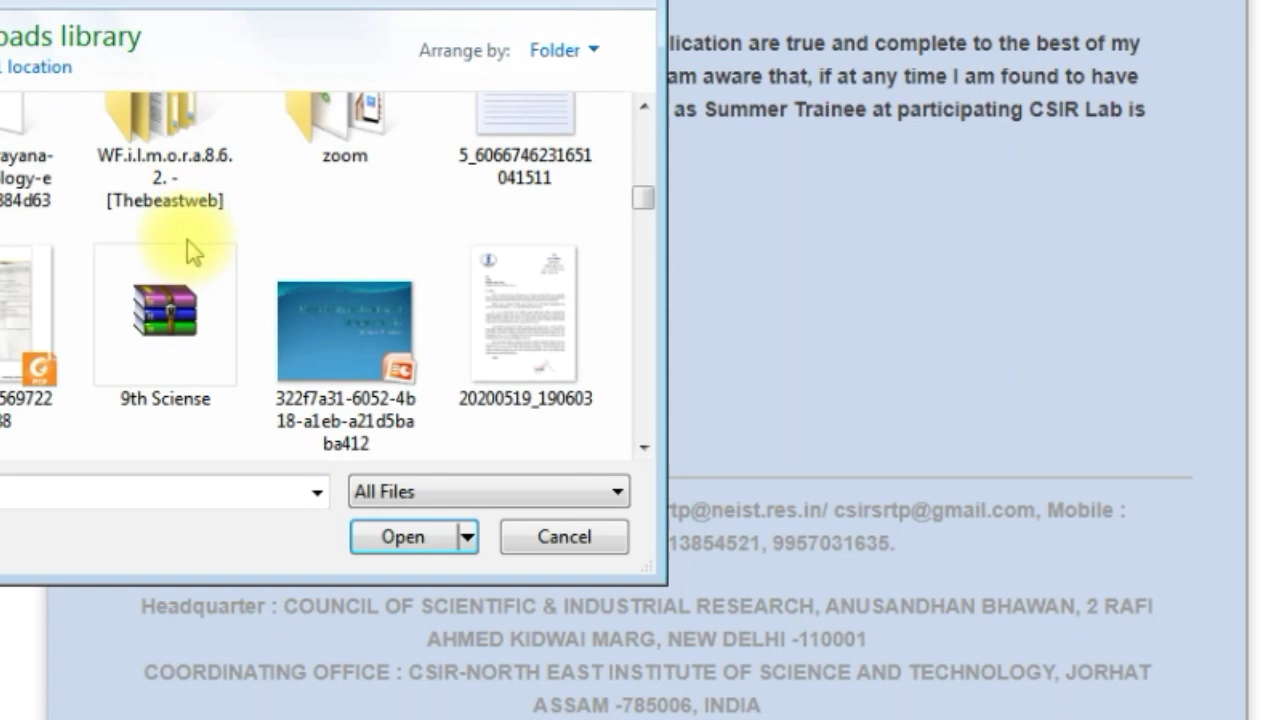 oads library
1 location
Arrange by: Folder
ayana-
logy-e
884d63
WF.i.l.m.o.r.a.8.6.
2. -
[Thebeastweb]
zoom
5_6066746231651
041511
569722
88
9th Sciense
322f7a31-6052-4b
18-a1eb-a21d5ba
ba412
20200519_190603
All Files
Open
Cancel
lication are true and complete to the best of my
am aware that, if at any time I am found to have
as Summer Trainee at participating CSIR Lab is
rtp@neist.res.in/ csirsrtp@gmail.com, Mobile :
13854521, 9957031635.
Headquarter : COUNCIL OF SCIENTIFIC & INDUSTRIAL RESEARCH, ANUSANDHAN BHAWAN, 2 RAFI
AHMED KIDWAI MARG, NEW DELHI -110001
COORDINATING OFFICE : CSIR-NORTH EAST INSTITUTE OF SCIENCE AND TECHNOLOGY, JORHAT
ASSAM -785006, INDIA